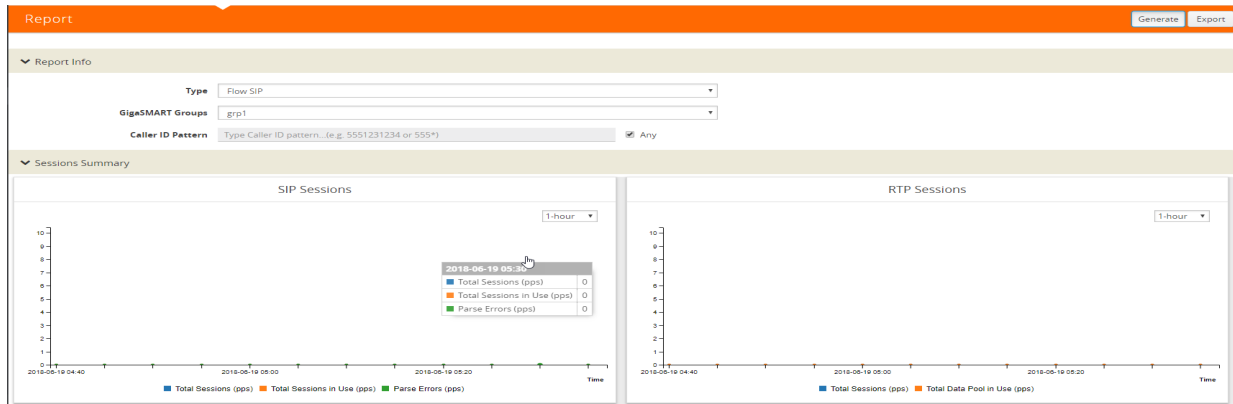 Report
Generate Export
Report Info
Type Flow SIP
GigaSMART Groups grp1
Caller ID Pattern Type Caller ID pattern...(e.g. 5551231234 or 555*) Any
Sessions Summary
SIP Sessions
1-hour
10
9
8
7
6
5
4
3
2
1
0
2018-06-19 05:30
Total Sessions (pps) 0
Total Sessions in Use (pps) 0
Parse Errors (pps) 0
2018-06-19 04:40 2018-06-19 05:00 2018-06-19 05:20
Time
Total Sessions (pps) Total Sessions in Use (pps) Parse Errors (pps)
RTP Sessions
1-hour
10
9
8
7
6
5
4
3
2
1
0
2018-06-19 04:40 2018-06-19 05:00 2018-06-19 05:20
Time
Total Sessions (pps) Total Data Pool in Use (pps)